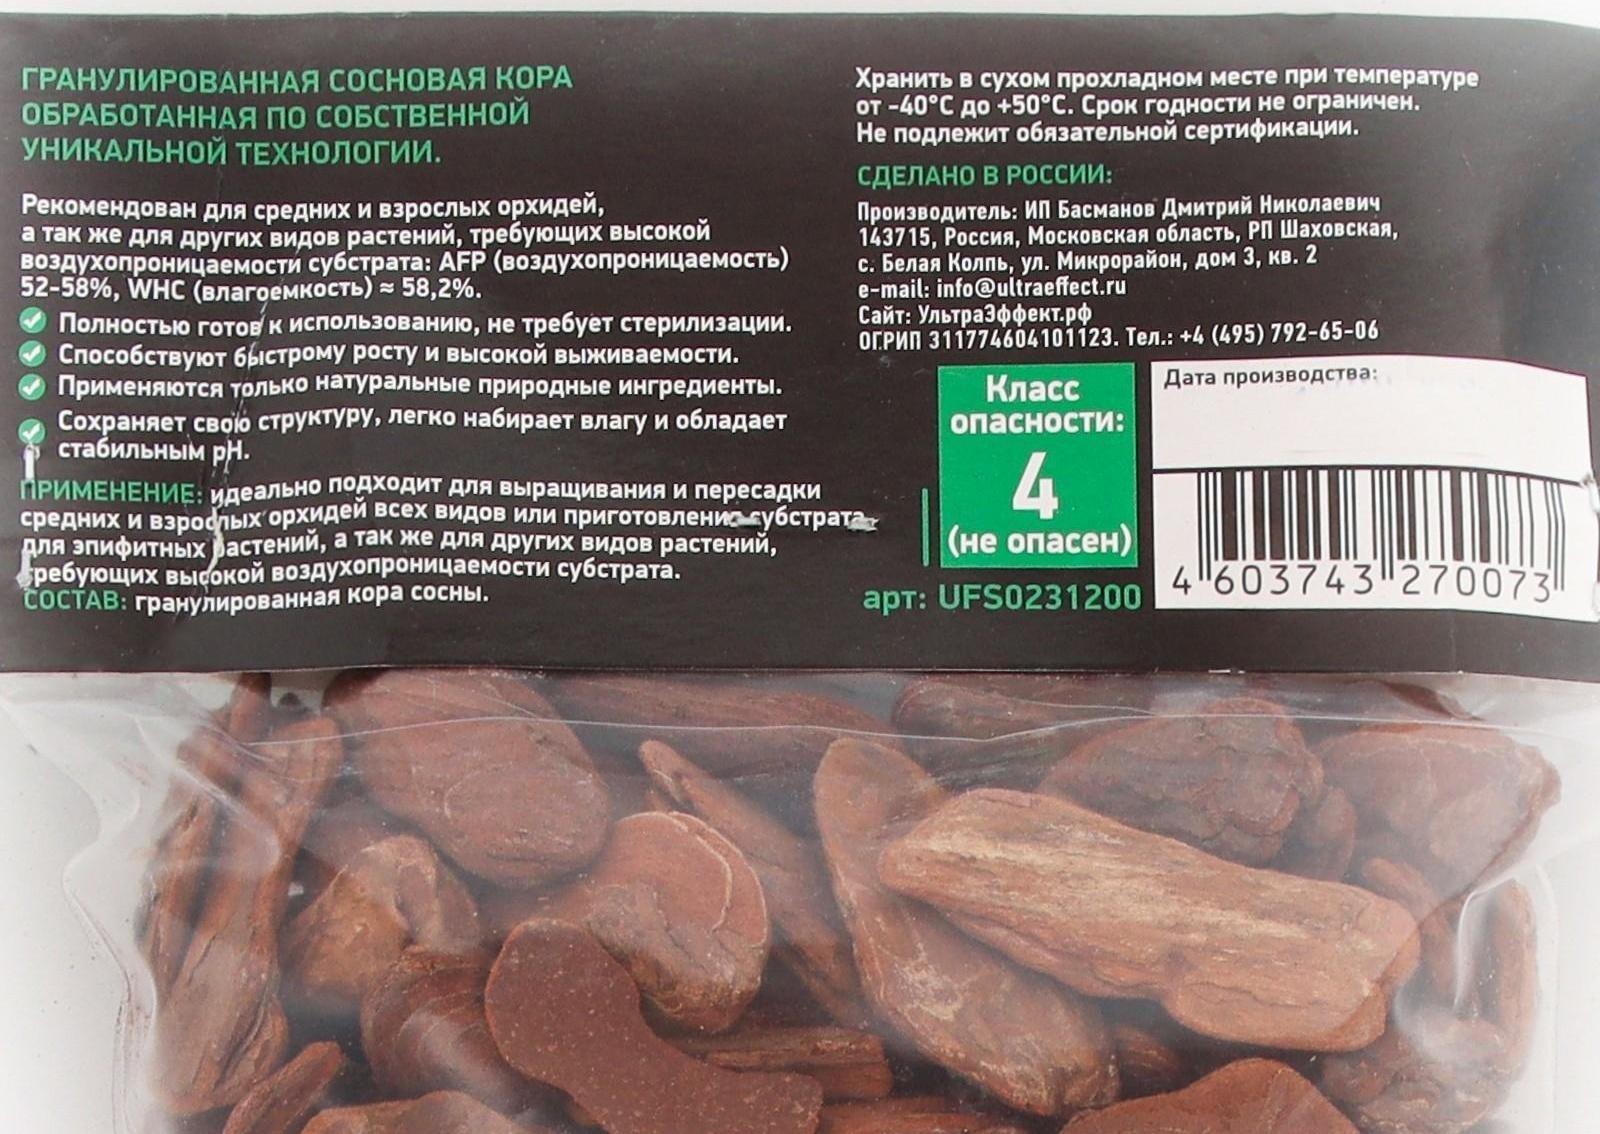 ГРАНУЛИРОВАННАЯ СОСНОВАЯ КОРА
ОБРАБОТАННАЯ ПО СОБСТВЕННОЙ
УНИКАЛЬНОЙ ТЕХНОЛОГИИ.
Рекомендован для средних и взрослых орхидей,
а так же для других видов растений, требующих высокой
воздухопроницаемости субстрата: AFP (воздухопроницаемость)
52-58%, WHC (влагоемкость) ≈ 58,2%.
Полностью готов к использованию, не требует стерилизации.
Способствуют быстрому росту и высокой выживаемости.
Применяются только натуральные природные ингредиенты.
Сохраняет свою структуру, легко набирает влагу и обладает
стабильным pH.
ПРИМЕНЕНИЕ: идеально подходит для выращивания и пересадки
средних и взрослых орхидей всех видов или приготовления субстрата
для эпифитных растений, а так же для других видов растений,
требующих высокой воздухопроницаемости субстрата.
СОСТАВ: гранулированная кора сосны.
Хранить в сухом прохладном месте при температуре
от -40°C до +50°C. Срок годности не ограничен.
Не подлежит обязательной сертификации.
СДЕЛАНО В РОССИИ:
Производитель: ИП Басманов Дмитрий Николаевич
143715, Россия, Московская область, РП Шаховская,
с. Белая Колпь, ул. Микрорайон, дом 3, кв. 2
e-mail: info@ultraeffect.ru
Сайт: УльтраЭффект.рф
ОГРИП 311774604101123. Тел.: +4 (495) 792-65-06
Класс
опасности:
4
(не опасен)
арт: UFS0231200
Дата производства:
4 603743 270073